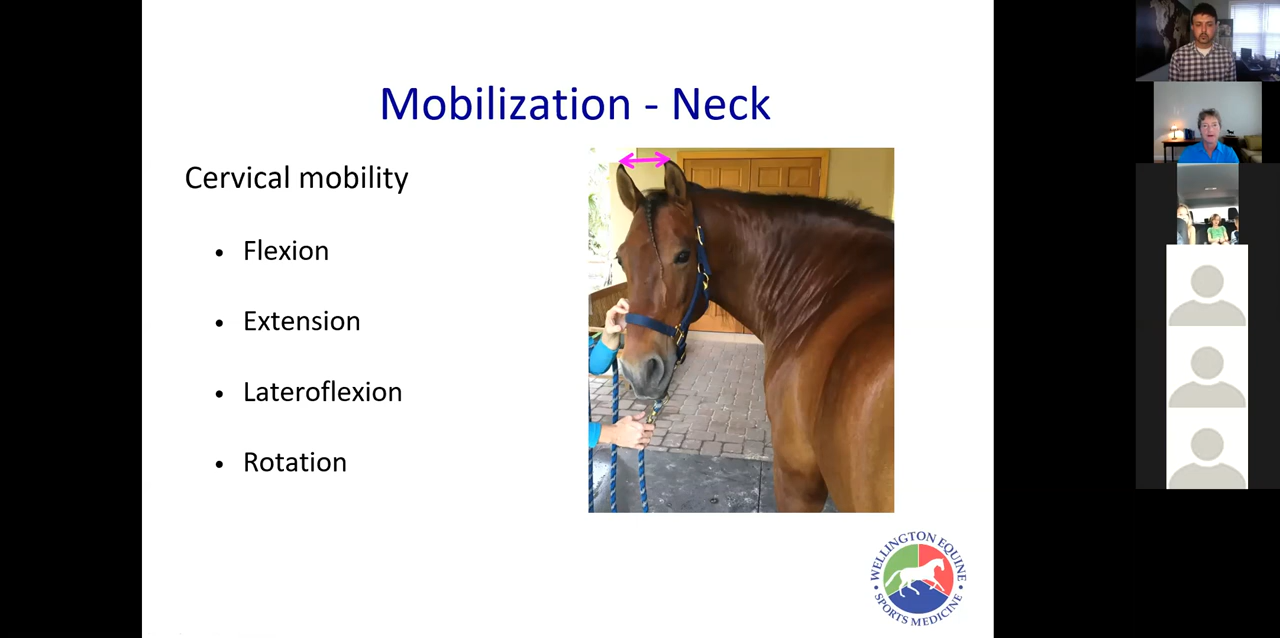 Mobilization - Neck
Cervical mobility
• Flexion
• Extension
• Lateroflexion
• Rotation
WELLINGTON EQUINE
• SPORTS MEDICINE •